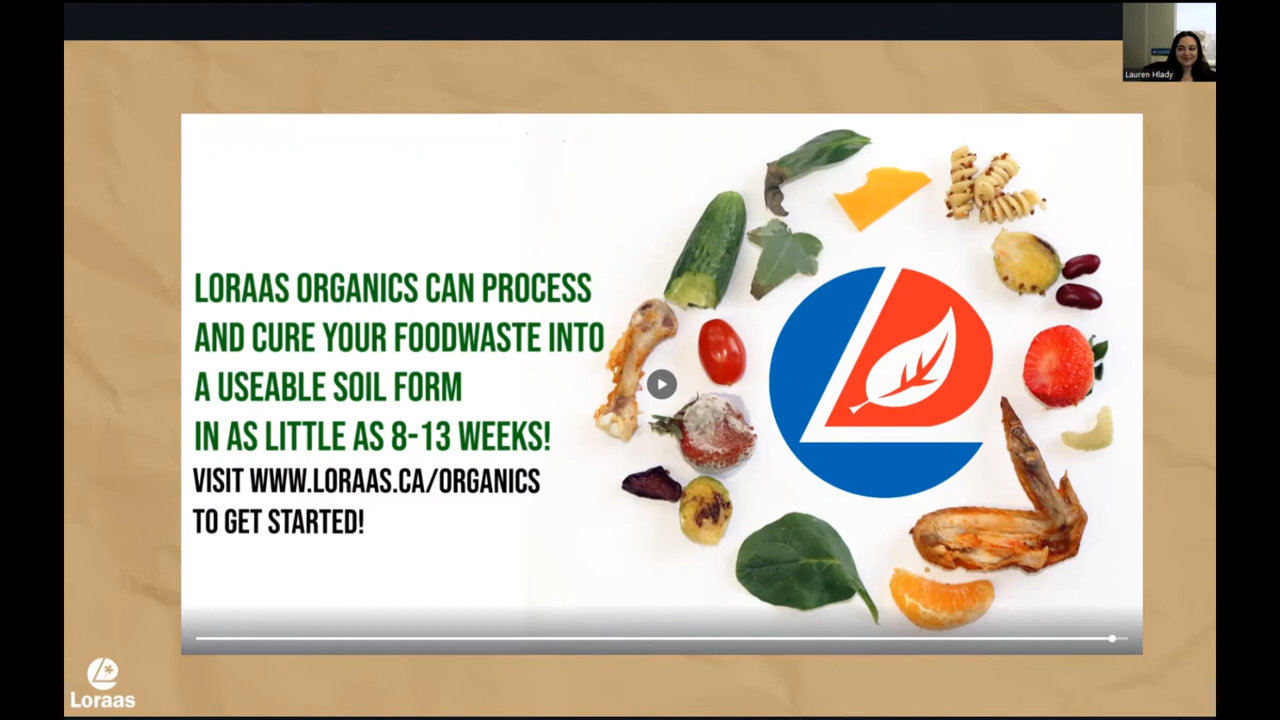 Lauren Hlady
LORAAS ORGANICS CAN PROCESS
AND CURE YOUR FOODWASTE INTO
A USEABLE SOIL FORM
IN AS LITTLE AS 8-13 WEEKS!
VISIT WWW.LORAAS.CA/ORGANICS
TO GET STARTED!
Loraas